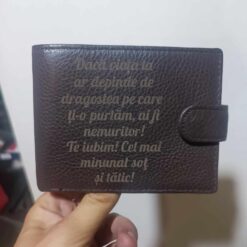 Dacă viața ta
ar depinde de
dragostea pe care
ți-o purtăm, ai fi
nemuritor!
Te iubim! Cel mai
minunat soț
și tătic!